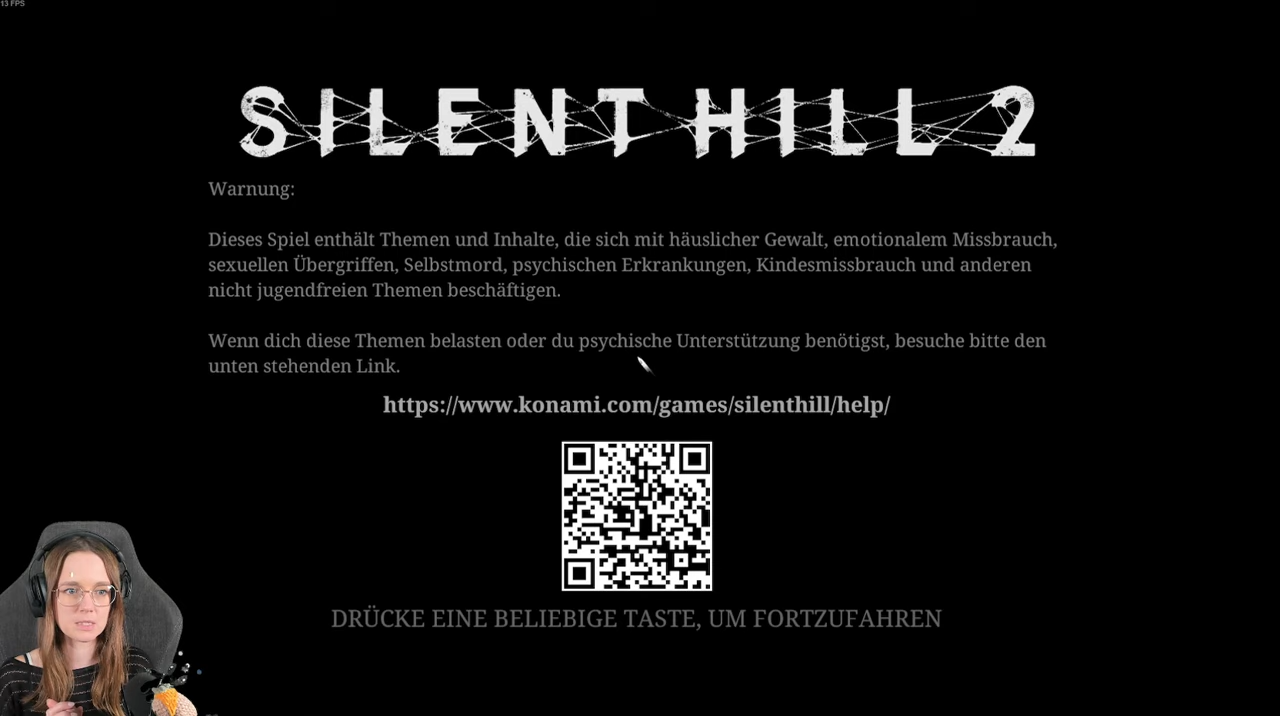 13 FPS
SILENT HILL 2
Warnung:
Dieses Spiel enthält Themen und Inhalte, die sich mit häuslicher Gewalt, emotionalem Missbrauch,
sexuellen Übergriffen, Selbstmord, psychischen Erkrankungen, Kindesmissbrauch und anderen
nicht jugendfreien Themen beschäftigen.
Wenn dich diese Themen belasten oder du psychische Unterstützung benötigst, besuche bitte den
unten stehenden Link.
https://www.konami.com/games/silenthill/help/
DRÜCKE EINE BELIEBIGE TASTE, UM FORTZUFAHREN